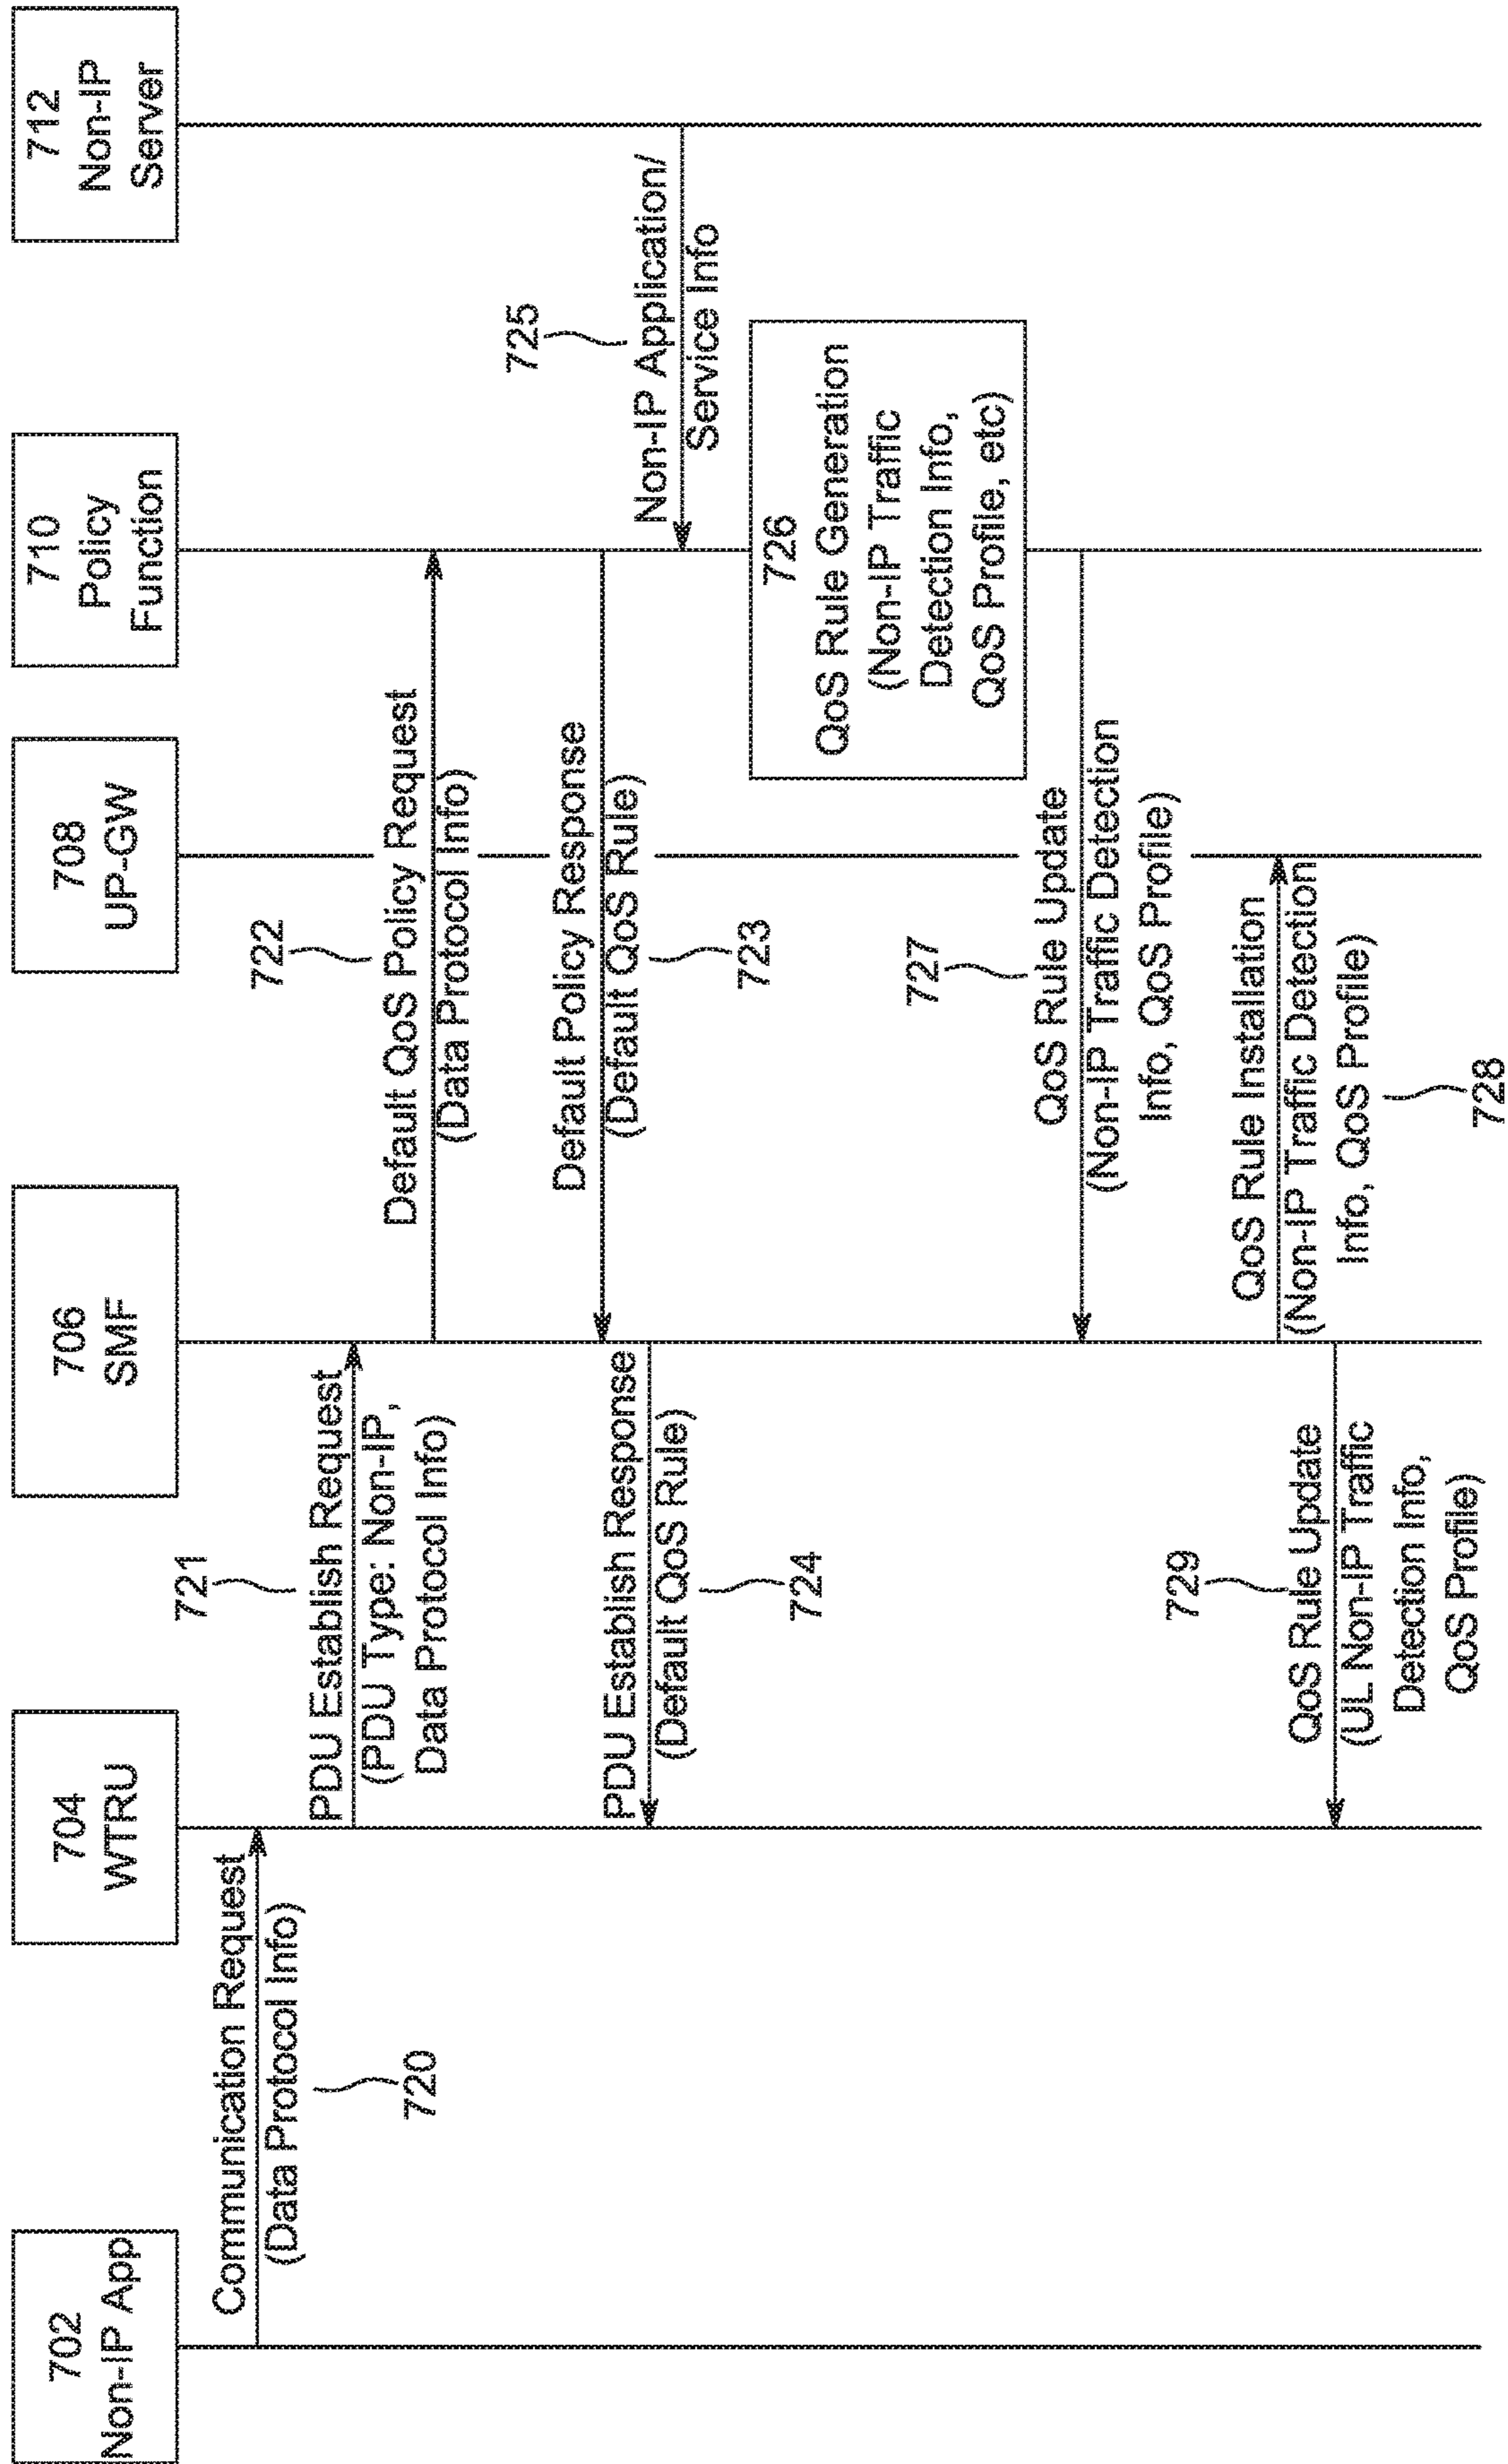 702
Non-IP App
704
WTRU
706
SMF
708
UP-GW
710
Policy
Function
712
Non-IP
Server
Communication Request
(Data Protocol Info)
720
721
PDU Establish Request
(PDU Type: Non-IP,
Data Protocol Info)
722
Default QoS Policy Request
(Data Protocol Info)
Default Policy Response
(Default QoS Rule)
723
PDU Establish Response
(Default QoS Rule)
724
725
Non-IP Application/
Service Info
726
QoS Rule Generation
(Non-IP Traffic
Detection Info,
QoS Profile, etc)
727
QoS Rule Update
(Non-IP Traffic Detection
Info, QoS Profile)
QoS Rule Installation
(Non-IP Traffic Detection
Info, QoS Profile)
728
729
QoS Rule Update
(UL Non-IP Traffic
Detection Info,
QoS Profile)